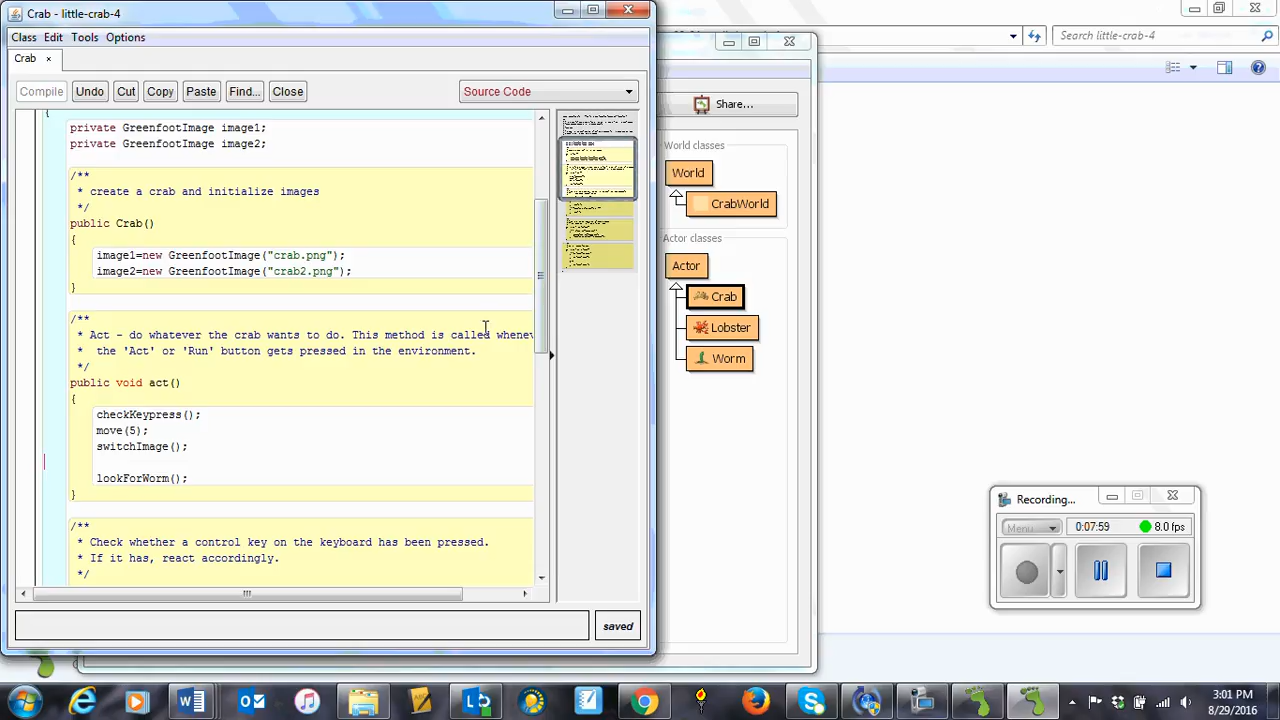 Crab - little-crab-4
Class Edit Tools Options
Crab ×
Compile Undo Cut Copy Paste Find... Close Source Code
{
private GreenfootImage image1;
private GreenfootImage image2;
/**
* create a crab and initialize images
*/
public Crab()
{
image1=new GreenfootImage("crab.png");
image2=new GreenfootImage("crab2.png");
}
/**
* Act - do whatever the crab wants to do. This method is called whenev
* the 'Act' or 'Run' button gets pressed in the environment.
*/
public void act()
{
checkKeypress();
move(5);
switchImage();
lookForWorm();
}
/**
* Check whether a control key on the keyboard has been pressed.
* If it has, react accordingly.
*/
saved
Search little-crab-4
Share...
World classes
World
CrabWorld
Actor classes
Actor
Crab
Lobster
Worm
Recording...
Menu 0:07:59 8.0 fps
3:01 PM
8/29/2016